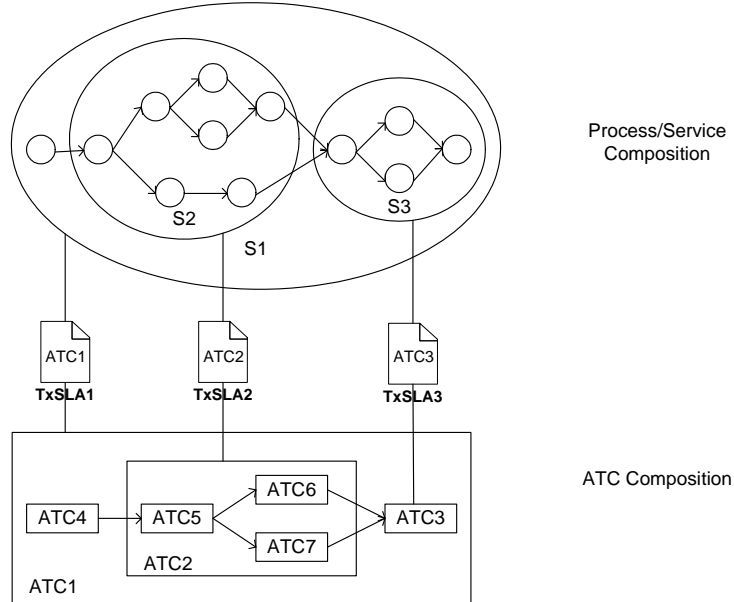 Process/Service
Composition
S2
S3
S1
ATC1
ATC2
ATC3
TxSLA1
TxSLA2
TxSLA3
ATC Composition
ATC6
ATC4
ATC5
ATC3
ATC7
ATC2
ATC1